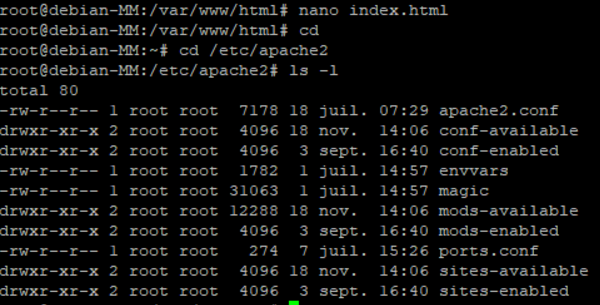 root@debian-MM:/var/www/html# nano index.html
root@debian-MM:/var/www/html# cd
root@debian-MM:~# cd /etc/apache2
root@debian-MM:/etc/apache2# ls -l
total 80
-rw-r--r-- 1 root root  7178 18 juil. 07:29 apache2.conf
drwxr-xr-x 2 root root  4096 18 nov.  14:06 conf-available
drwxr-xr-x 2 root root  4096  3 sept. 16:40 conf-enabled
-rw-r--r-- 1 root root  1782  1 juil. 14:57 envvars
-rw-r--r-- 1 root root 31063  1 juil. 14:57 magic
drwxr-xr-x 2 root root 12288 18 nov.  14:06 mods-available
drwxr-xr-x 2 root root  4096  3 sept. 16:40 mods-enabled
-rw-r--r-- 1 root root   274  7 juil. 15:26 ports.conf
drwxr-xr-x 2 root root  4096 18 nov.  14:06 sites-available
drwxr-xr-x 2 root root  4096  3 sept. 16:40 sites-enabled